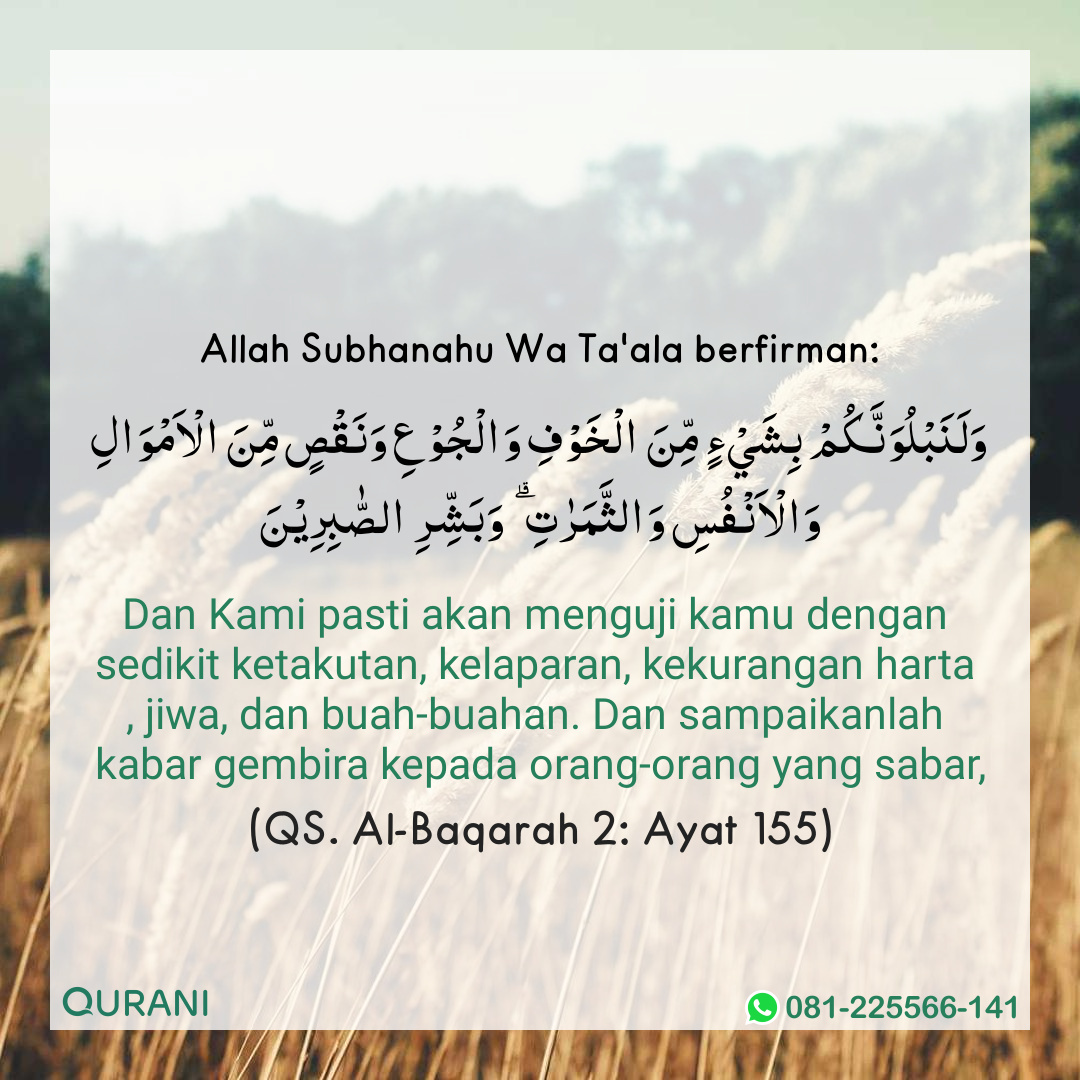 Allah Subhanahu Wa Ta'ala berfirman:
وَلَنَبْلُوَنَّكُمْ بِشَيْءٍ مِّنَ الْخَوْفِ وَالْجُوْعِ وَنَقْصٍ مِّنَ الْاَمْوَالِ
وَالْاَنْفُسِ وَالثَّمَرٰتِۗ وَبَشِّرِ الصّٰبِرِيْنَ
Dan Kami pasti akan menguji kamu dengan
sedikit ketakutan, kelaparan, kekurangan harta
, jiwa, dan buah-buahan. Dan sampaikanlah
kabar gembira kepada orang-orang yang sabar,
(QS. Al-Baqarah 2: Ayat 155)
QURANI
081-225566-141